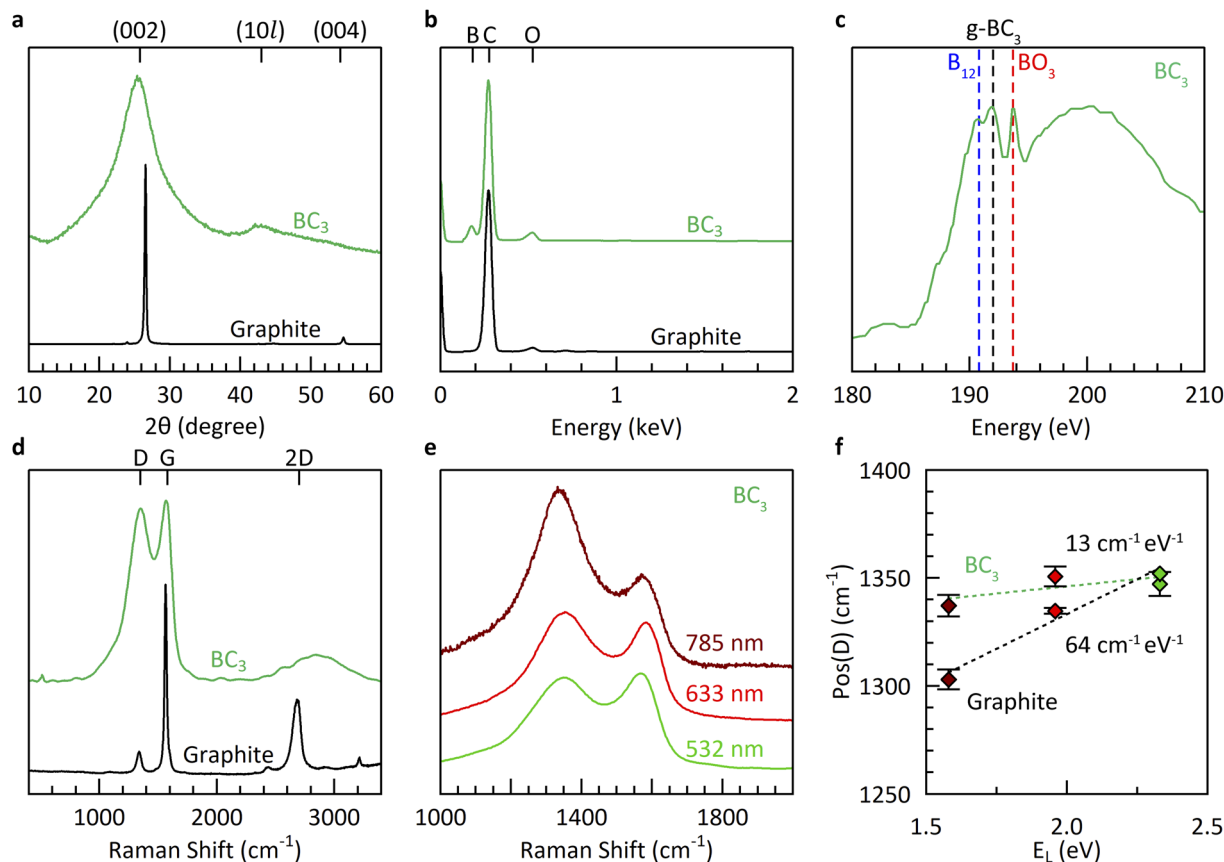 a
(002) (10l) (004)
BC₃
Graphite
10 20 30 40 50 60
2θ (degree)
b
B C O
BC₃
Graphite
0 1 2
Energy (keV)
c
g-BC₃
B₁₂ BO₃ BC₃
180 190 200 210
Energy (eV)
d
D G 2D
BC₃
Graphite
1000 2000 3000
Raman Shift (cm⁻¹)
e
BC₃
785 nm
633 nm
532 nm
1000 1400 1800
Raman Shift (cm⁻¹)
f
Pos(D) (cm⁻¹)
1400
1350
1300
1250
13 cm⁻¹ eV⁻¹
BC₃
64 cm⁻¹ eV⁻¹
Graphite
1.5 2.0 2.5
E_L (eV)